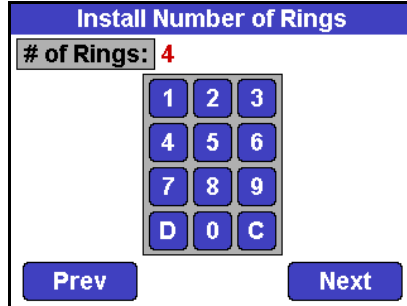 Install Number of Rings
# of Rings: 4
1 2 3
4 5 6
7 8 9
D 0 C
Prev Next